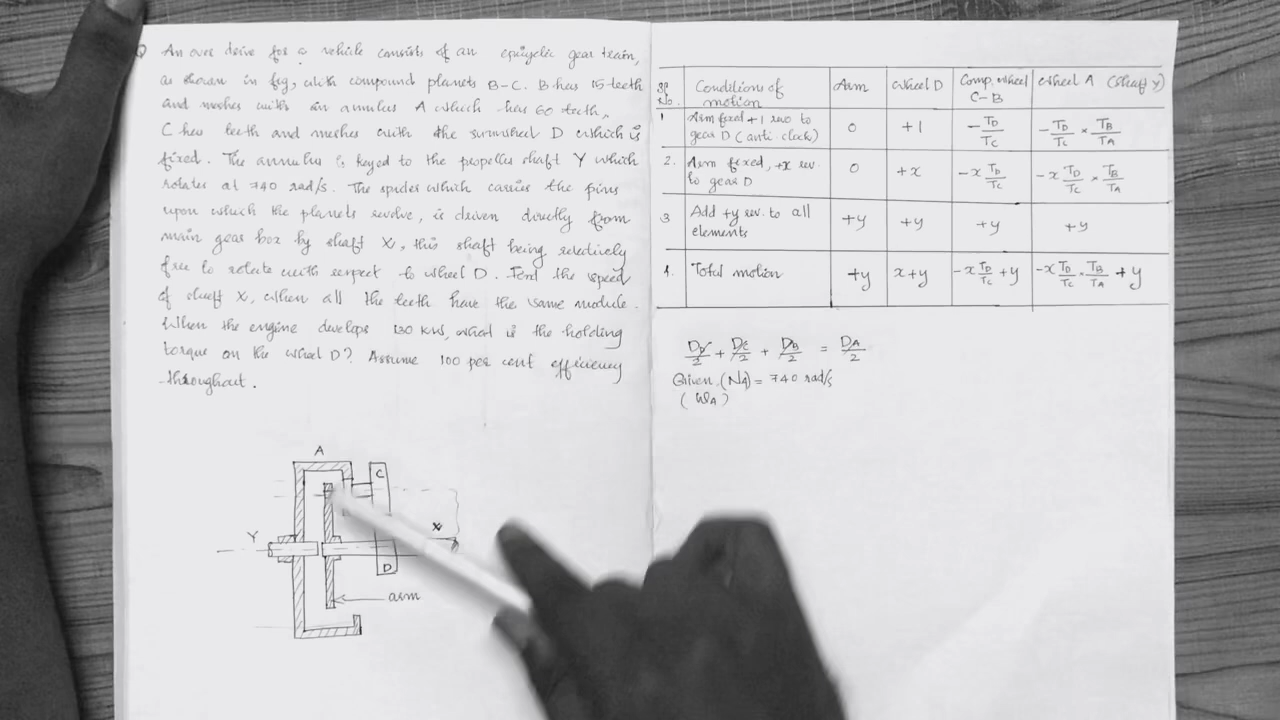 Q An over drive for a vehicle consists of an epicyclic gear train,
as shown in fig, with compound planets B-C. B has 15 teeth
and meshes with an annulus A which has 60 teeth,
C has teeth and meshes with the sunwheel D which is
fixed. The annulus is keyed to the propeller shaft Y which
rotates at 740 rad/s. The spider which carries the pins
upon which the planets revolve, is driven directly from
main gear box by shaft X, this shaft being relatively
free to rotate with respect to wheel D. Find the speed
of shaft X, when all the teeth have the same module.
When the engine develops 130 kW, what is the holding
torque on the wheel D? Assume 100 per cent efficiency
throughout.
A
C
Y
X
D
arm
Conditions of motion Arm Wheel D Comp. wheel C-B Wheel A (Shaft Y)
1 Arm fixed +1 rev to gear D (anti clock) 0 +1 -TD/TC -TD/TC × TB/TA
2. Arm fixed, +x rev. to gear D 0 +x -x TD/TC -x TD/TC × TB/TA
3 Add +y rev. to all elements +y +y +y +y
4. Total motion +y x+y -x TD/TC + y -x TD/TC × TB/TA + y
+ DC/2 + DB/2 = DA/2
Given, (NA) = 740 rad/s
(ωA)